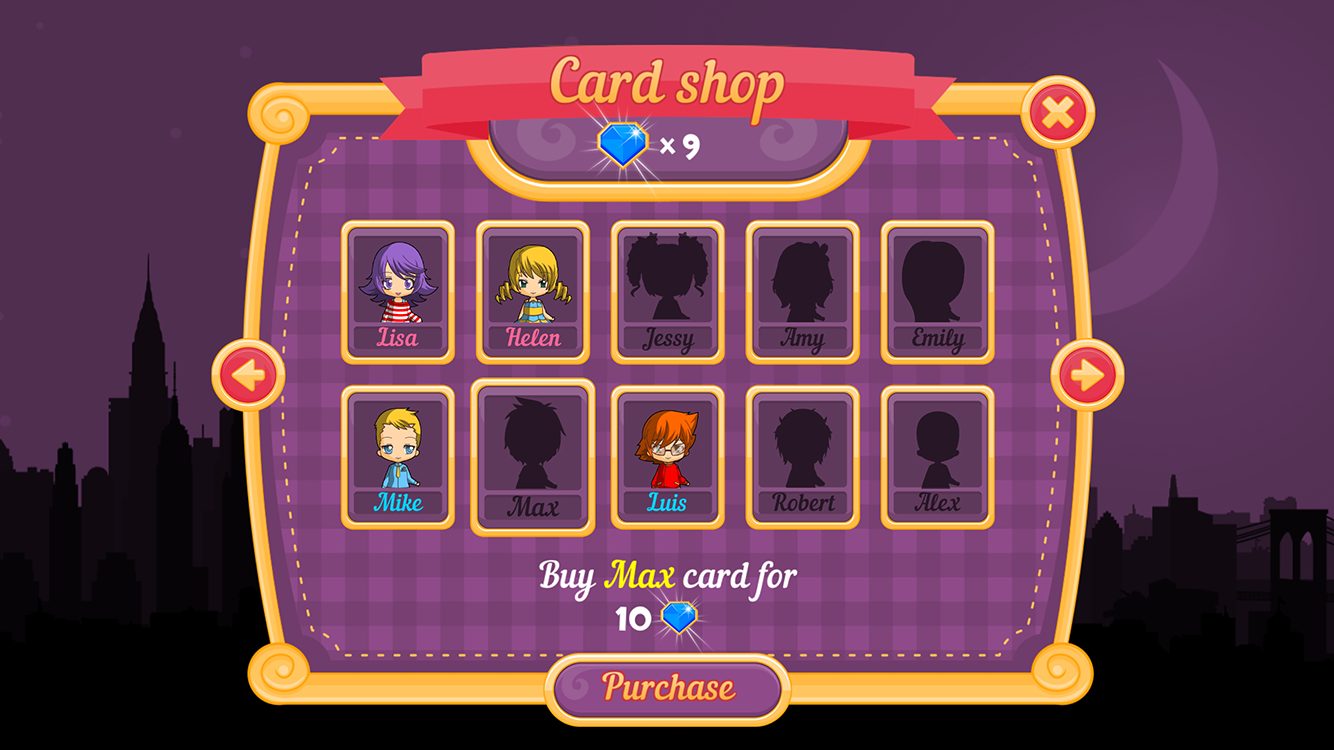 Card shop
× 9
Lisa
Helen
Jessy
Amy
Emily
Mike
Max
Luis
Robert
Alex
Buy Max card for
10
Purchase